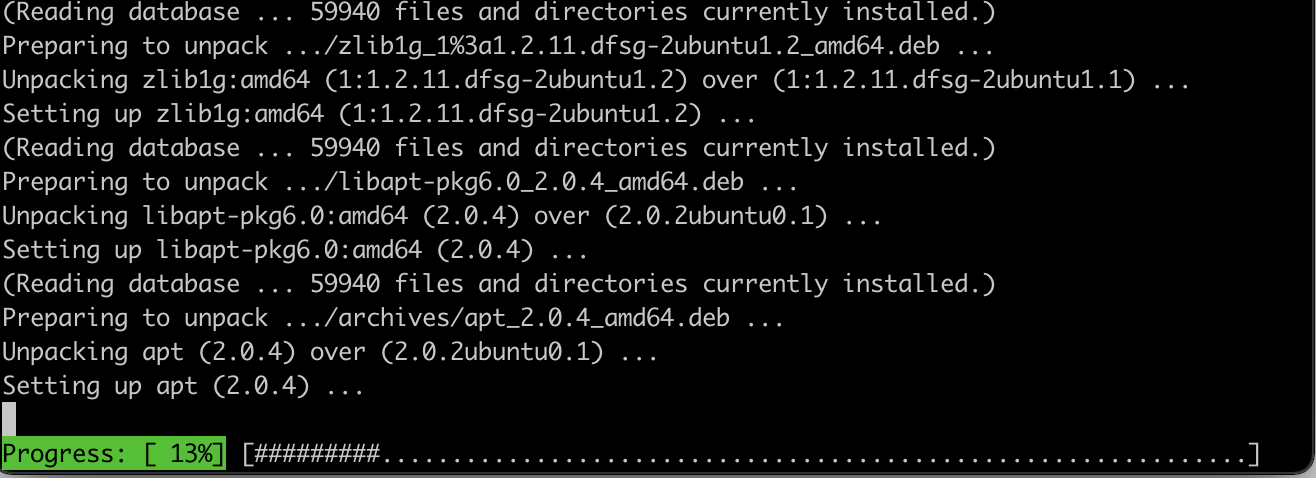 (Reading database ... 59940 files and directories currently installed.)
Preparing to unpack .../zlib1g_1%3a1.2.11.dfsg-2ubuntu1.2_amd64.deb ...
Unpacking zlib1g:amd64 (1:1.2.11.dfsg-2ubuntu1.2) over (1:1.2.11.dfsg-2ubuntu1.1) ...
Setting up zlib1g:amd64 (1:1.2.11.dfsg-2ubuntu1.2) ...
(Reading database ... 59940 files and directories currently installed.)
Preparing to unpack .../libapt-pkg6.0_2.0.4_amd64.deb ...
Unpacking libapt-pkg6.0:amd64 (2.0.4) over (2.0.2ubuntu0.1) ...
Setting up libapt-pkg6.0:amd64 (2.0.4) ...
(Reading database ... 59940 files and directories currently installed.)
Preparing to unpack .../archives/apt_2.0.4_amd64.deb ...
Unpacking apt (2.0.4) over (2.0.2ubuntu0.1) ...
Setting up apt (2.0.4) ...
Progress: [ 13%] [#########..............................................................]